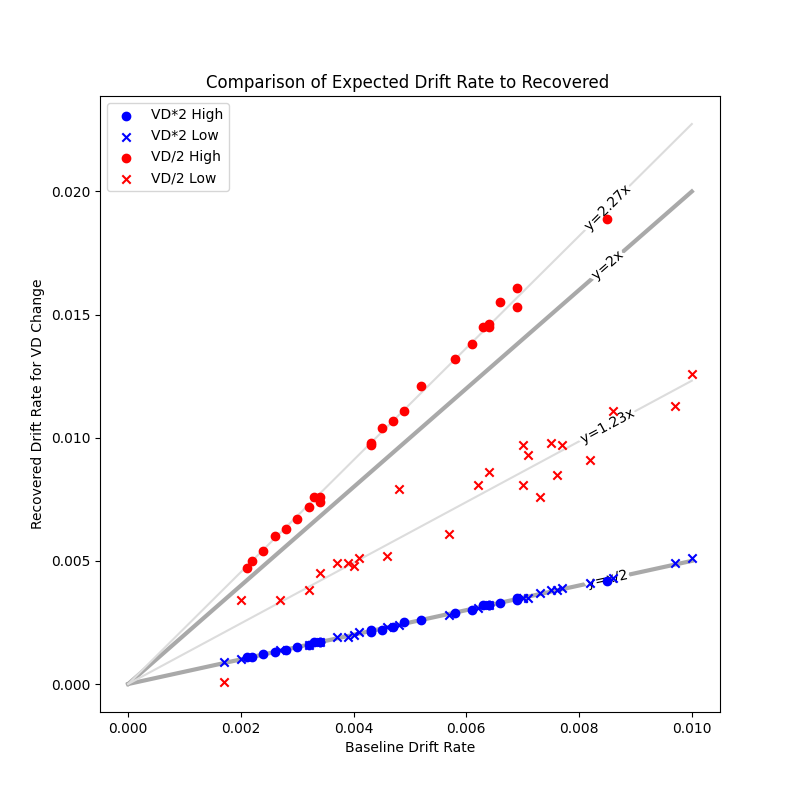 Comparison of Expected Drift Rate to Recovered
VD*2 High
VD*2 Low
VD/2 High
VD/2 Low
y=2.27x
y=2x
y=1.23x
Recovered Drift Rate for VD Change
0.020
0.015
0.010
0.005
0.000
0.000 0.002 0.004 0.006 0.008 0.010
Baseline Drift Rate